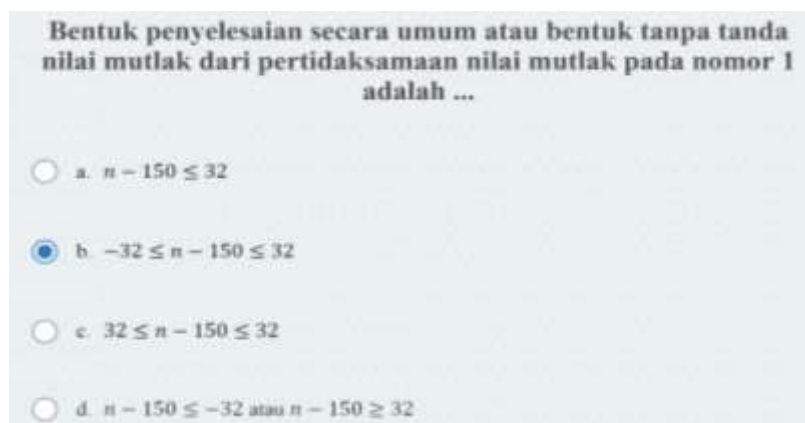 Bentuk penyelesaian secara umum atau bentuk tanpa tanda
nilai mutlak dari pertidaksamaan nilai mutlak pada nomor 1
adalah ...
a. n − 150 ≤ 32
b. −32 ≤ n − 150 ≤ 32
c. 32 ≤ n − 150 ≤ 32
d. n − 150 ≤ −32 atau n − 150 ≥ 32